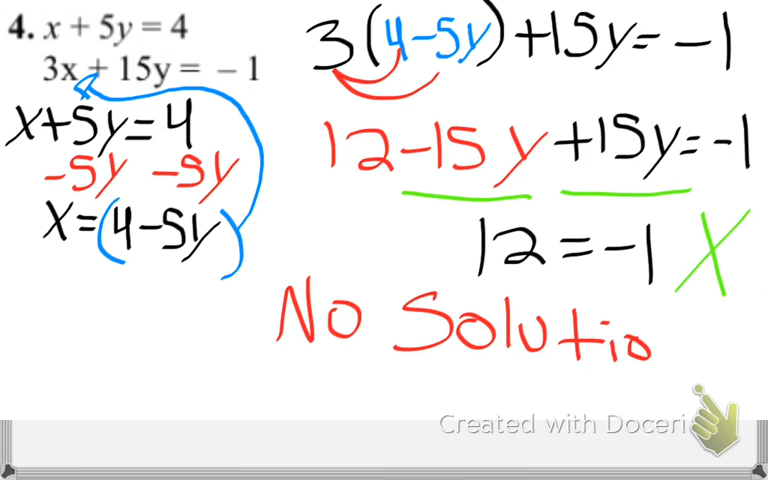 4. x + 5y = 4
3x + 15y = – 1
x+5y=4
-5y -5y
x=(4-5y)
3(4-5y)+15y=-1
12-15y+15y=-1
12=-1 X
No Solutio
Created with Doceri